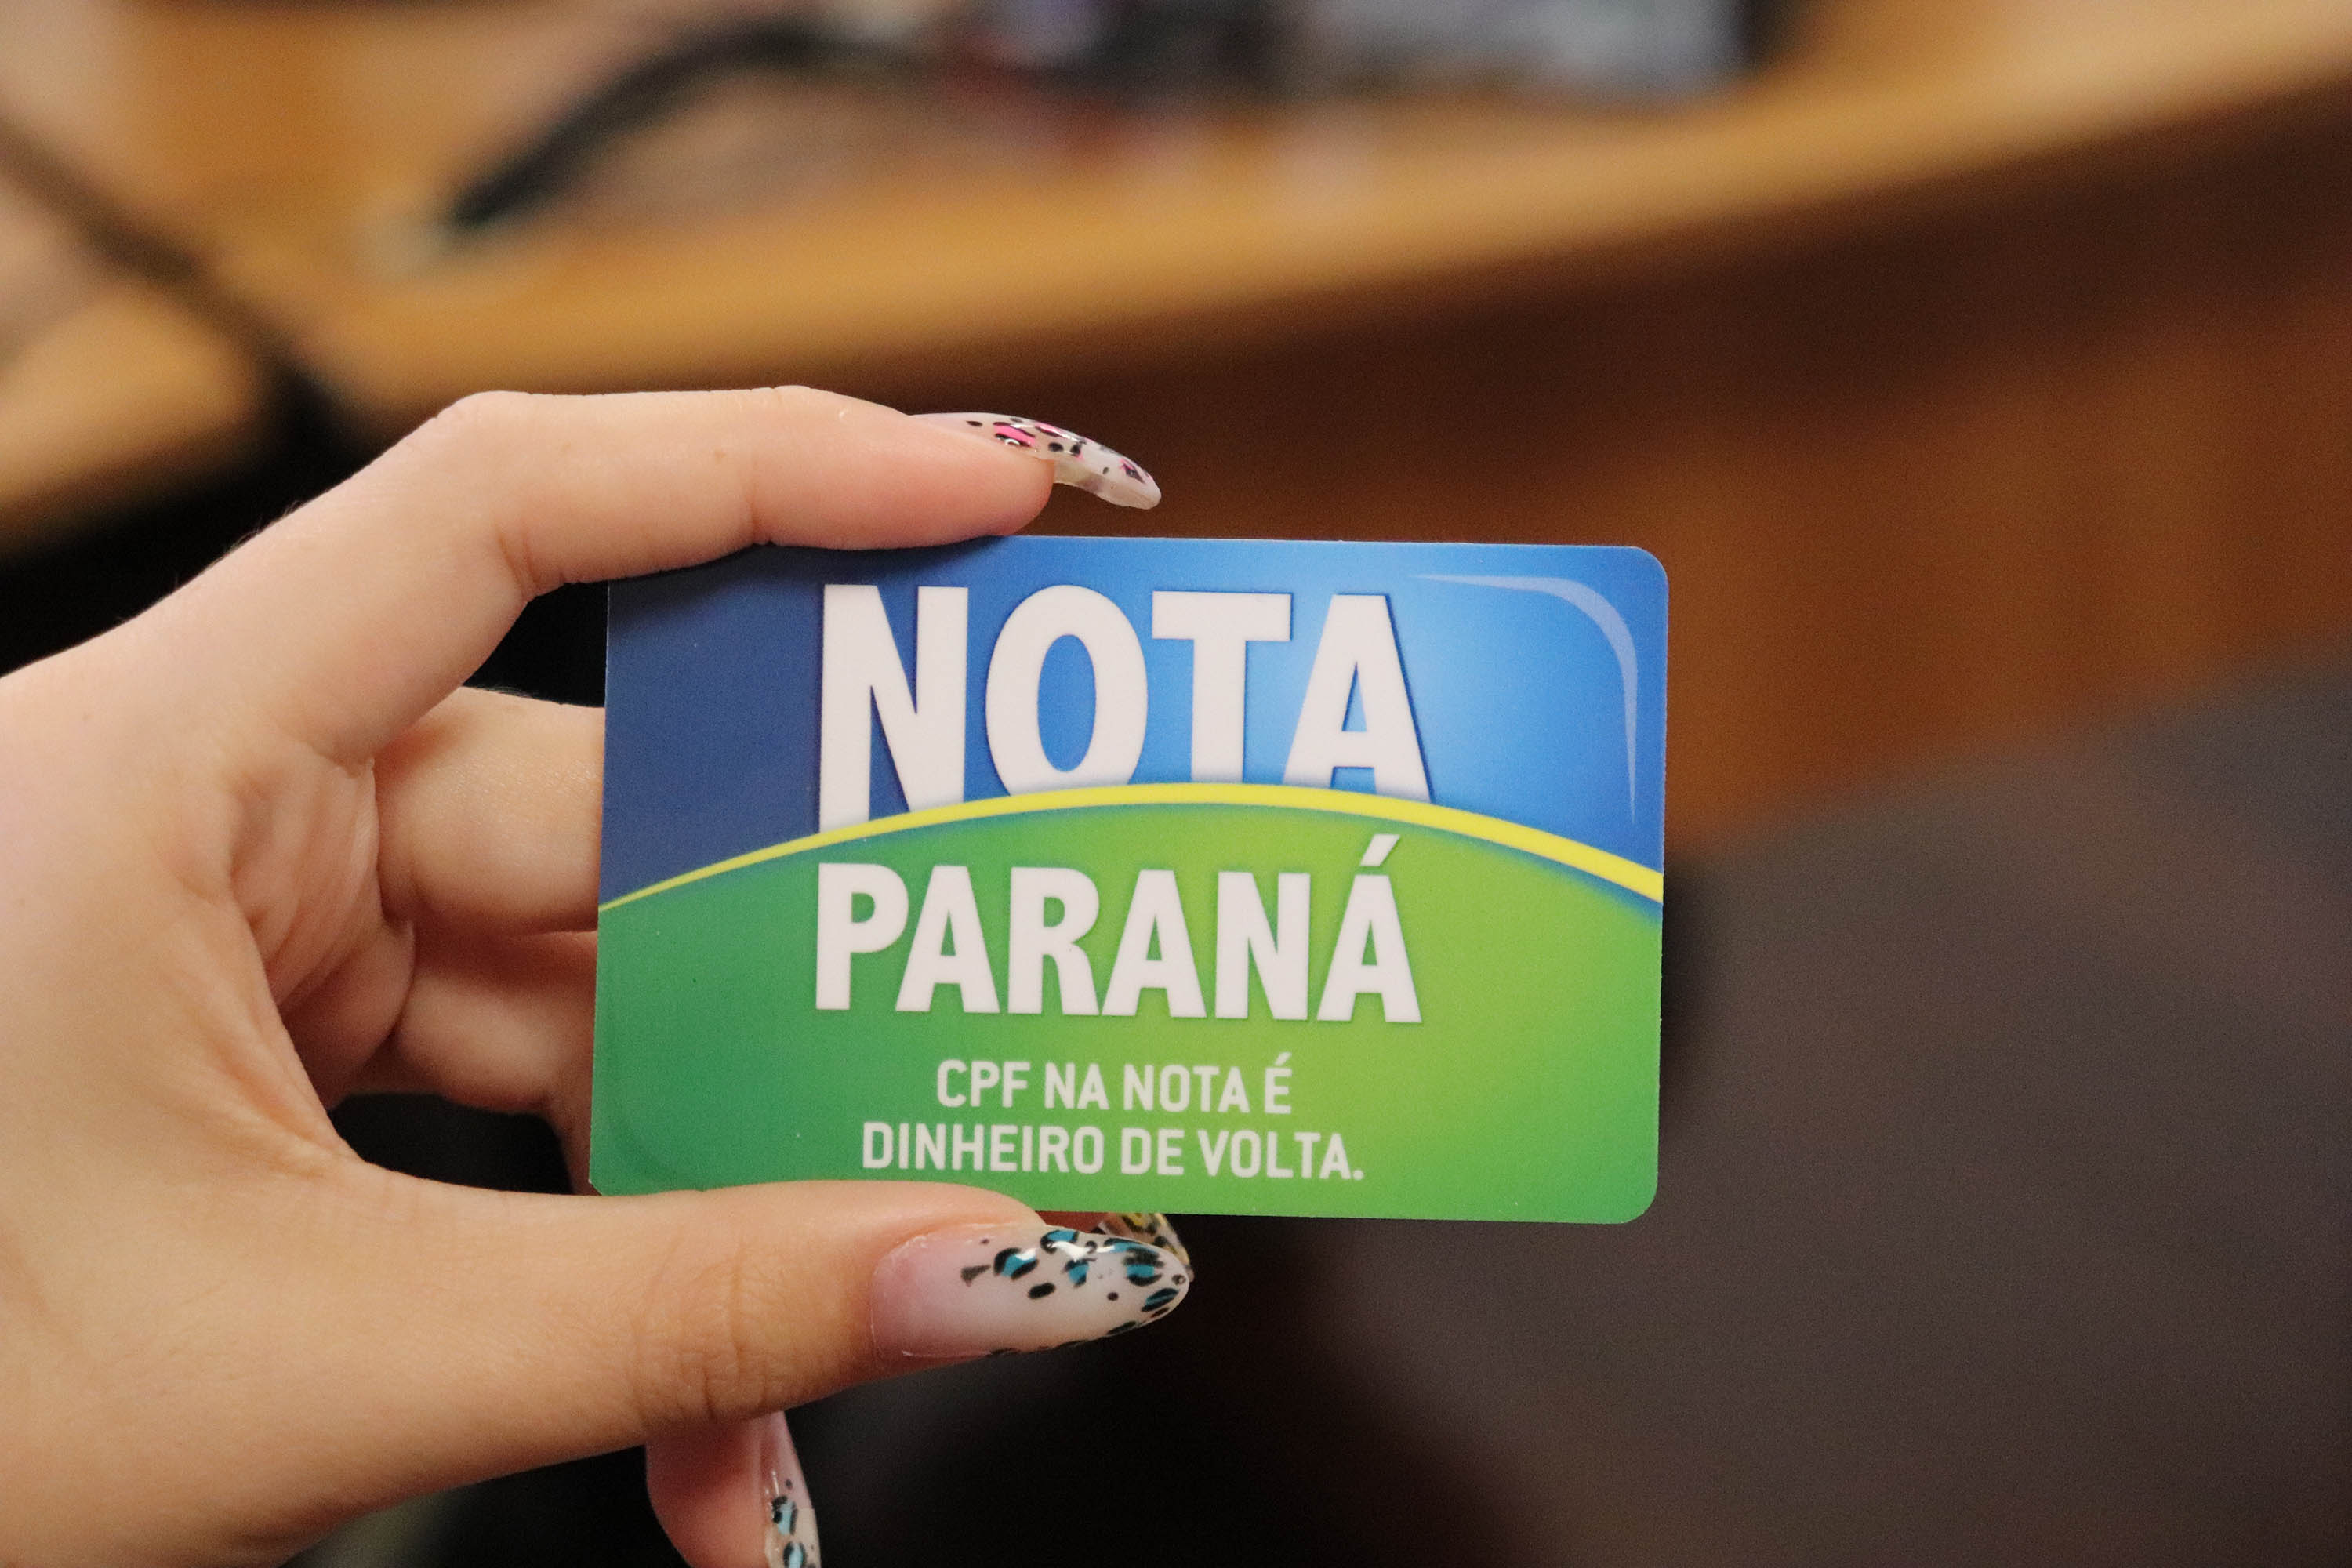 NOTA
PARANÁ
CPF NA NOTA É
DINHEIRO DE VOLTA.